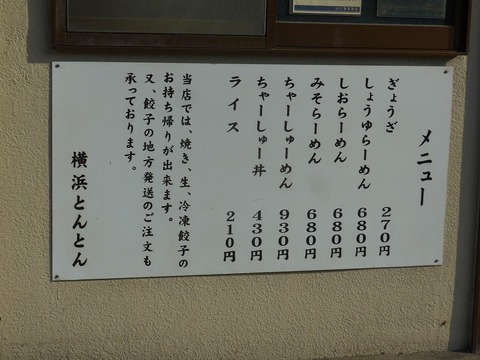 メニュー
ぎょうざ 270円
しょうゆらーめん 680円
しおらーめん 680円
みそらーめん 680円
ちゃーしゅーめん 930円
ちゃーしゅー丼 430円
ライス 210円
当店では、焼き、生、冷凍餃子の
お持ち帰りが出来ます。
又、餃子の地方発送のご注文も
承っております。
横浜とんとん